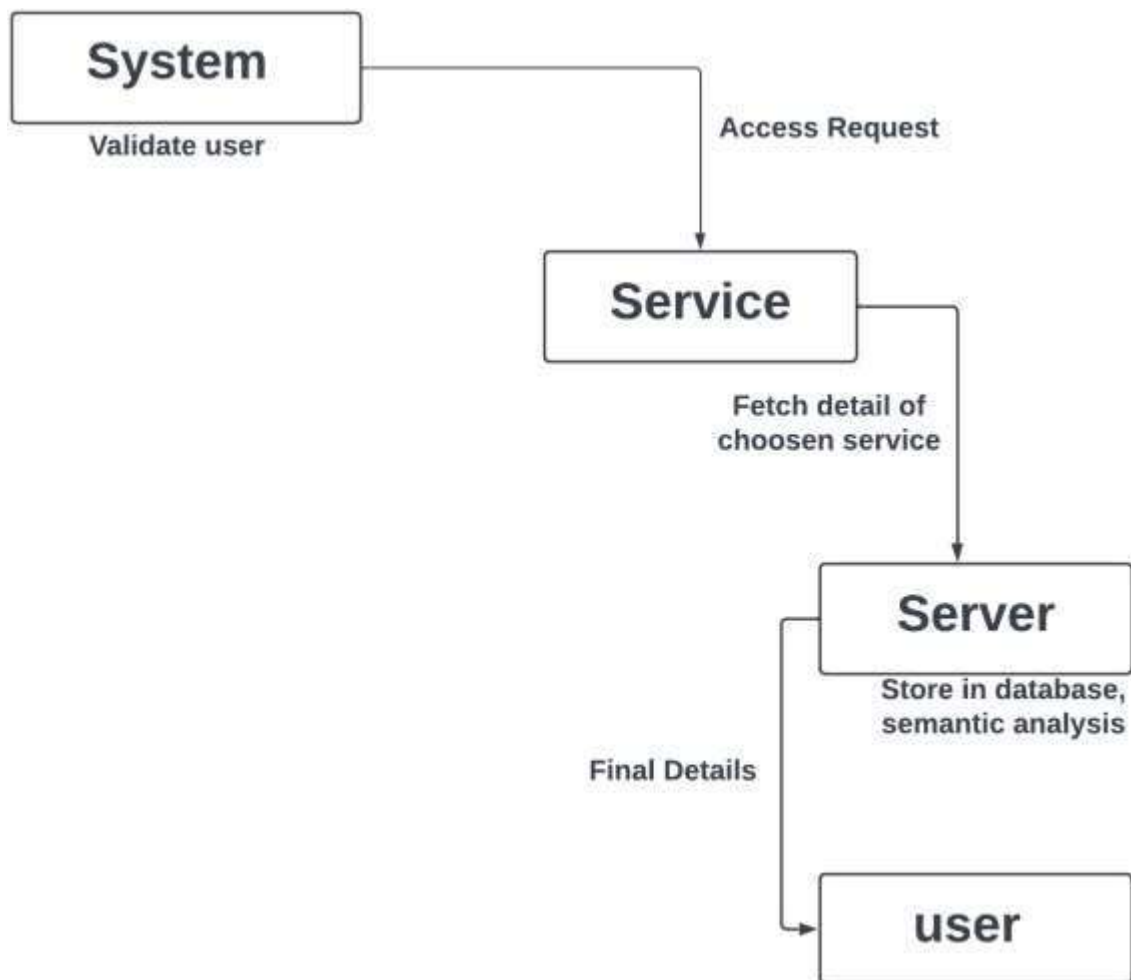 System
Validate user
Access Request
Service
Fetch detail of
choosen service
Server
Store in database,
semantic analysis
Final Details
user